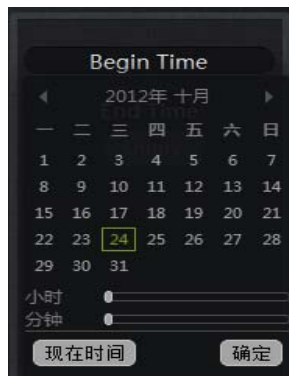 Begin Time
2012年 十月
一 二 三 四 五 六 日
1 2 3 4 5 6 7
8 9 10 11 12 13 14
15 16 17 18 19 20 21
22 23 24 25 26 27 28
29 30 31
小时
分钟
现在时间 确定